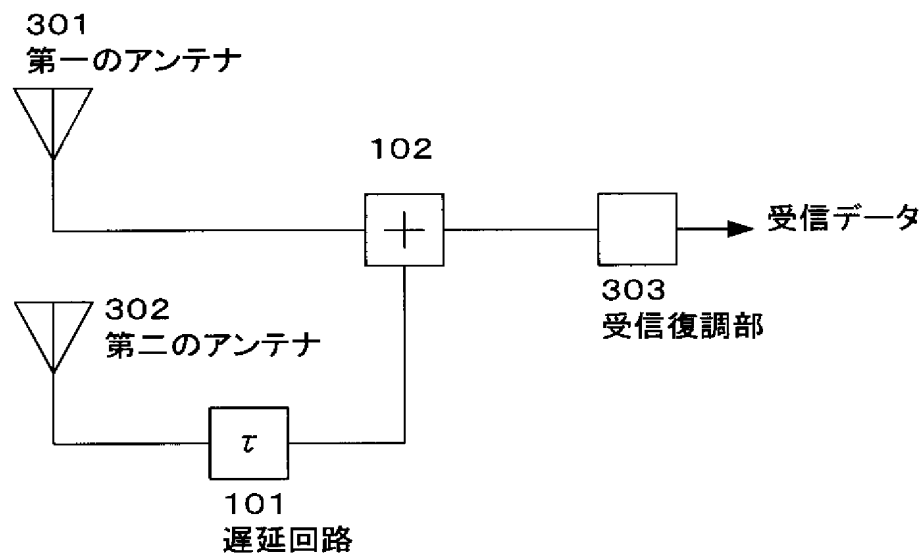 301
第一のアンテナ
102
+
受信データ
303
受信復調部
302
第二のアンテナ
τ
101
遅延回路